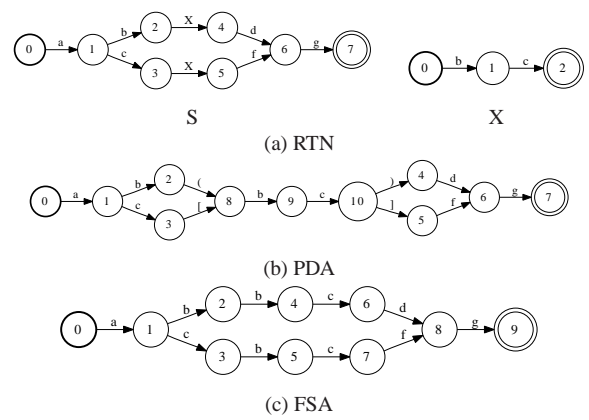 b 2 X 4 d
0 a 1 6 g 7
c 3 X 5 f
0 b 1 c 2
S X
(a) RTN
b 2 ( ) 4 d
0 a 1 8 b 9 c 10 6 g 7
c 3 [ ] 5 f
(b) PDA
b 2 b 4 c 6 d
0 a 1 8 g 9
c 3 b 5 c 7 f
(c) FSA